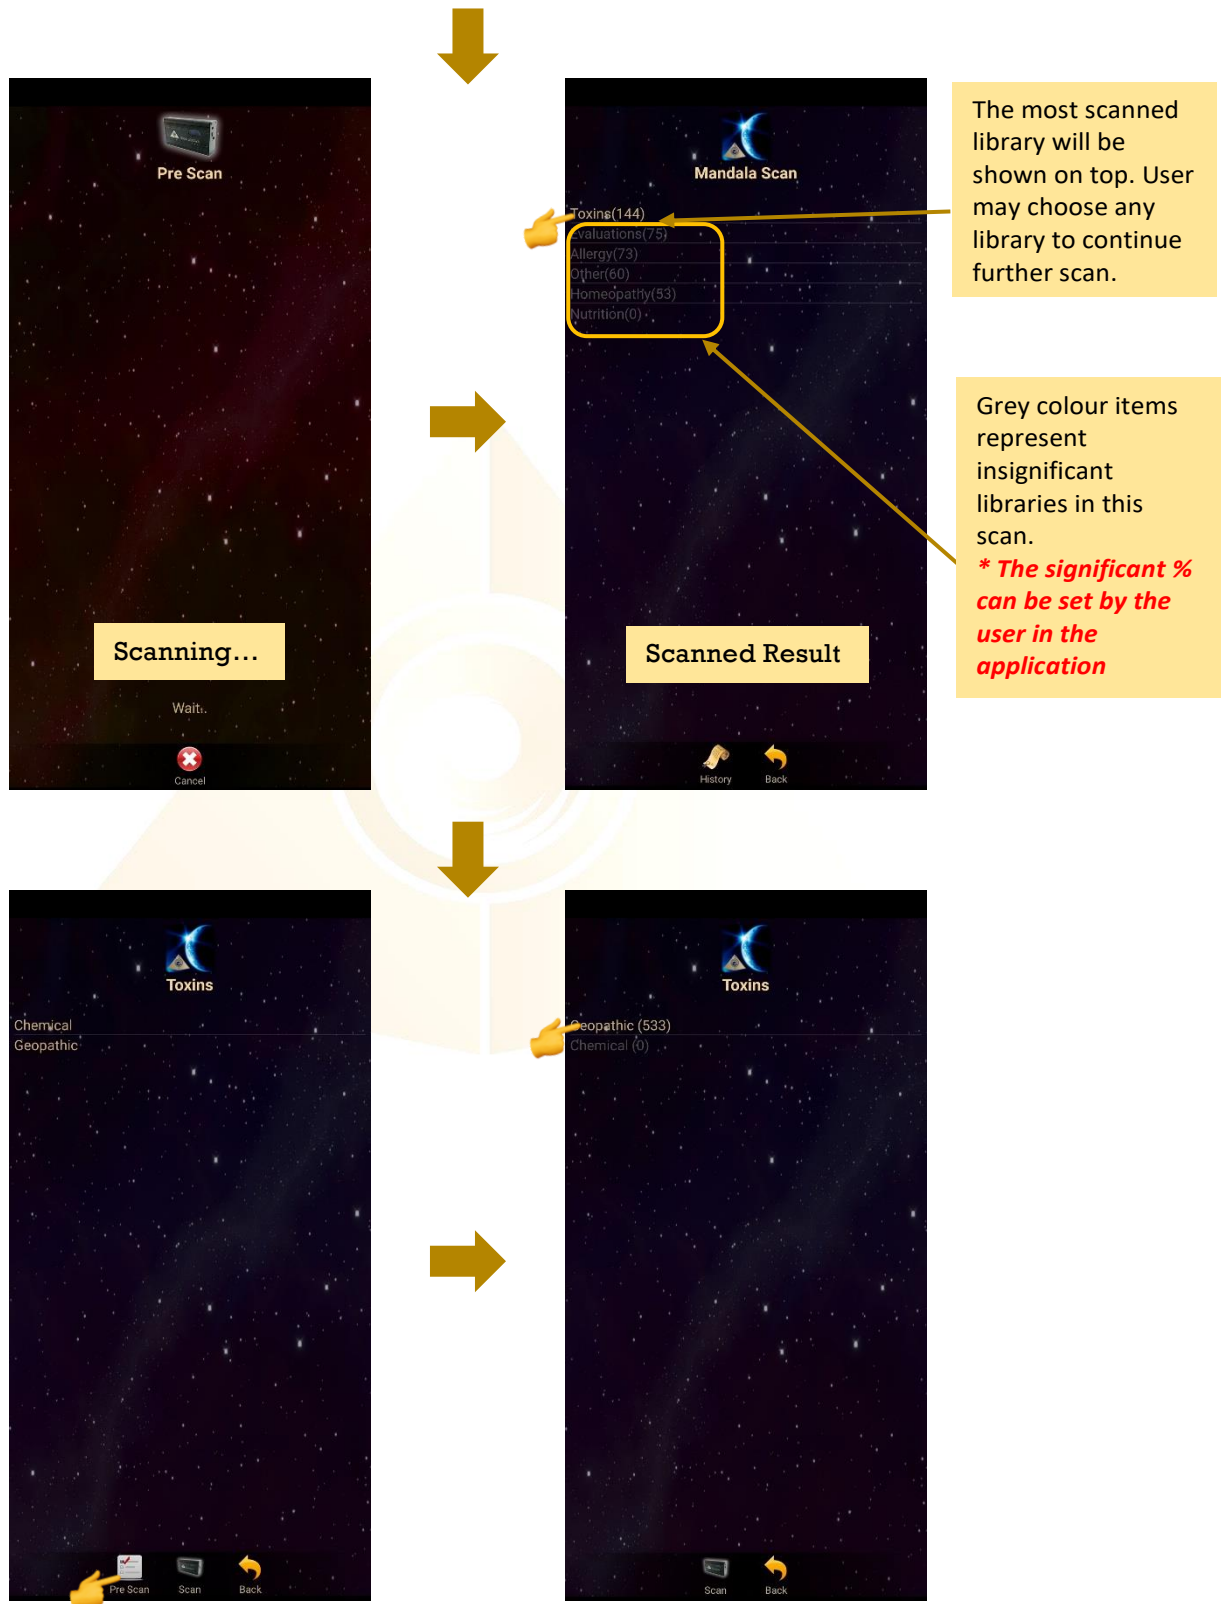 Pre Scan
Scanning...
Wait..
Cancel
Mandala Scan
Toxins(144)
Evaluations(75)
Allergy(73)
Other(60)
Homeopathy(53)
Nutrition(0)
Scanned Result
History
Back
The most scanned
library will be
shown on top. User
may choose any
library to continue
further scan.
Grey colour items
represent
insignificant
libraries in this
scan.
* The significant %
can be set by the
user in the
application
Toxins
Chemical
Geopathic
Pre Scan
Scan
Back
Toxins
Geopathic (533)
Chemical (0)
Scan
Back